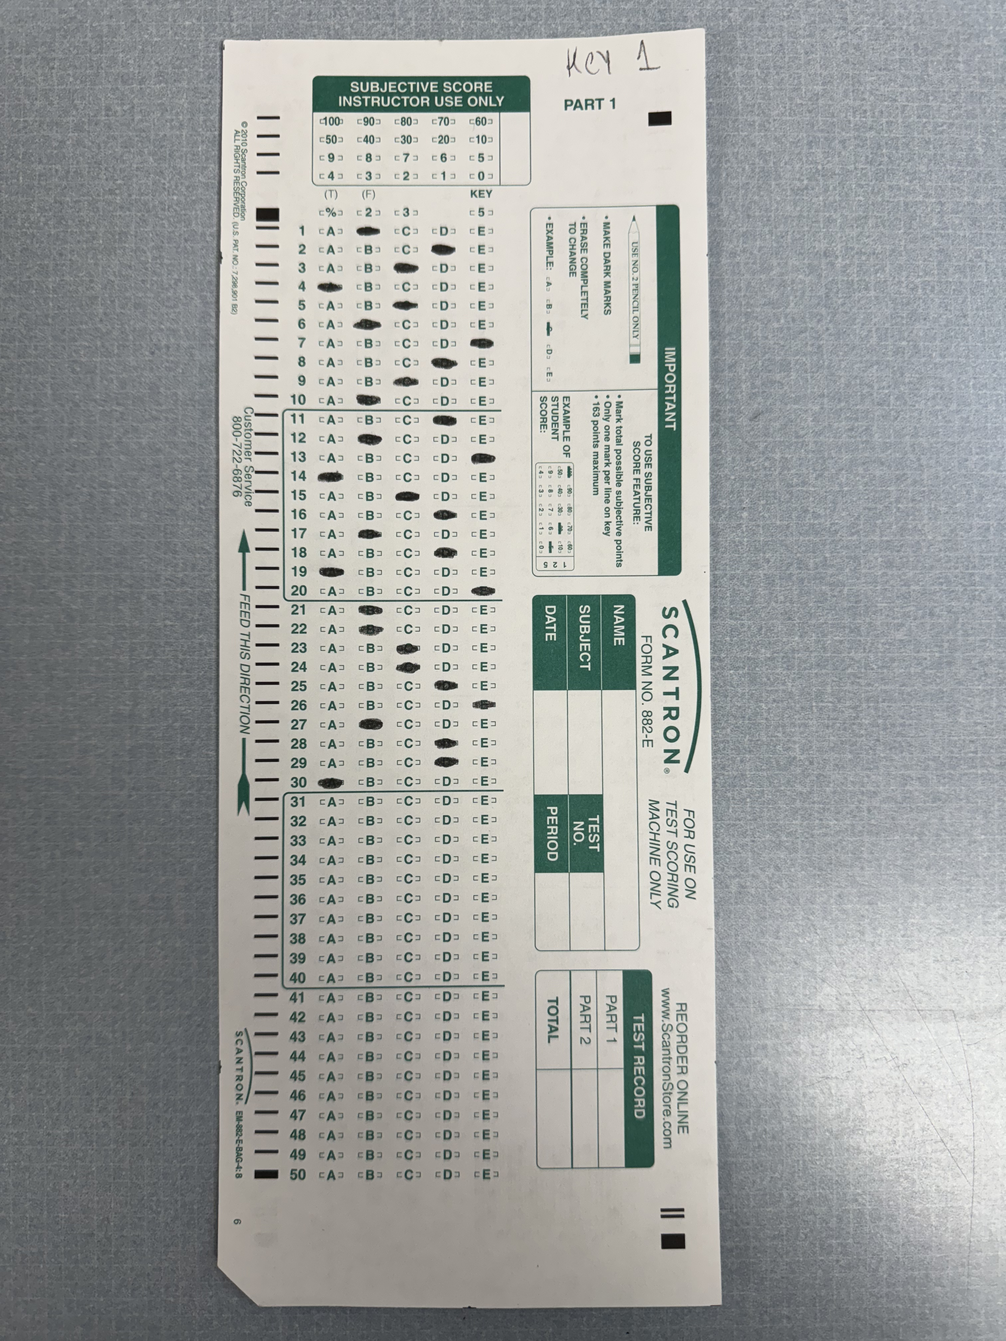 Key 1
PART 1
SUBJECTIVE SCORE
INSTRUCTOR USE ONLY
100 90 80 70 60
50 40 30 20 10
9 8 7 6 5
4 3 2 1 0
(T) (F) KEY
% 2 3 5
1 A C D E
2 A B C E
3 A B D E
4 B C D E
5 A B D E
6 A B C D E
7 A B C D
8 A B C E
9 A B D E
10 A B C D E
11 A B C E
12 A C D E
13 A B C D
14 B C D E
15 A B D E
16 A B C E
17 A C D E
18 A B C E
19 B C D E
20 A B C D
21 A C D E
22 A C D E
23 A B D E
24 A B D E
25 A B C E
26 A B C D
27 A C D E
28 A B C E
29 A B C E
30 B C D E
31 A B C D E
32 A B C D E
33 A B C D E
34 A B C D E
35 A B C D E
36 A B C D E
37 A B C D E
38 A B C D E
39 A B C D E
40 A B C D E
41 A B C D E
42 A B C D E
43 A B C D E
44 A B C D E
45 A B C D E
46 A B C D E
47 A B C D E
48 A B C D E
49 A B C D E
50 A B C D E
© 2010 Scantron Corporation
ALL RIGHTS RESERVED. (U.S. PAT. NO.: 7,298,901 B2)
Customer Service
800-722-6876
FEED THIS DIRECTION
SCANTRON. EM-882-E-BAG-4: 8
6
IMPORTANT
USE NO. 2 PENCIL ONLY
• MAKE DARK MARKS
• ERASE COMPLETELY
TO CHANGE
• EXAMPLE: A B D E
TO USE SUBJECTIVE
SCORE FEATURE:
• Mark total possible subjective points
• Only one mark per line on key
• 163 points maximum
EXAMPLE OF
STUDENT
SCORE:
SCANTRON®
FORM NO. 882-E
FOR USE ON
TEST SCORING
MACHINE ONLY
NAME
SUBJECT
TEST
NO.
DATE
PERIOD
REORDER ONLINE
www.ScantronStore.com
TEST RECORD
PART 1
PART 2
TOTAL